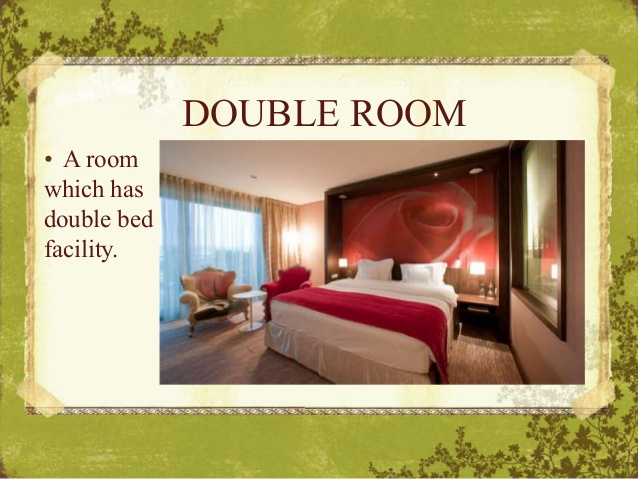 DOUBLE ROOM
• A room
which has
double bed
facility.